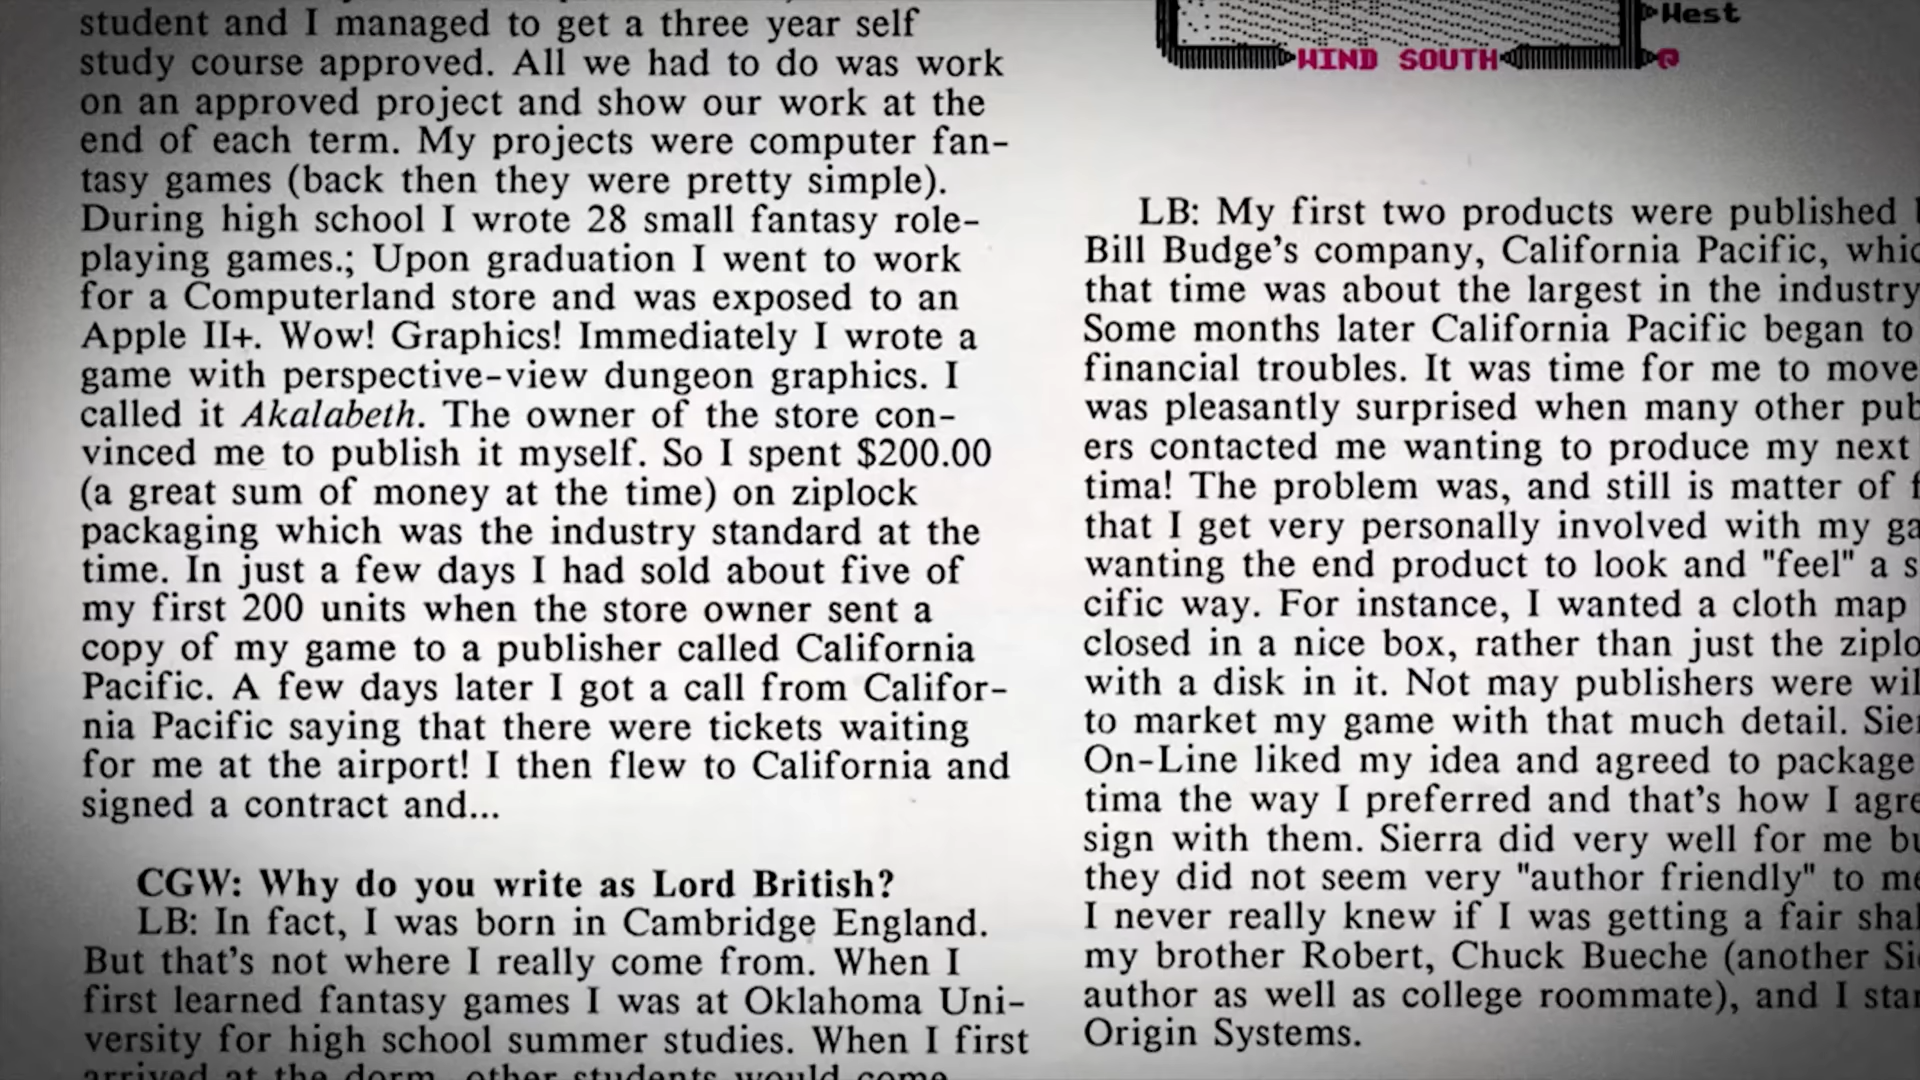 student and I managed to get a three year self
study course approved. All we had to do was work
on an approved project and show our work at the
end of each term. My projects were computer fan-
tasy games (back then they were pretty simple).
During high school I wrote 28 small fantasy role-
playing games.; Upon graduation I went to work
for a Computerland store and was exposed to an
Apple II+. Wow! Graphics! Immediately I wrote a
game with perspective-view dungeon graphics. I
called it Akalabeth. The owner of the store con-
vinced me to publish it myself. So I spent $200.00
(a great sum of money at the time) on ziplock
packaging which was the industry standard at the
time. In just a few days I had sold about five of
my first 200 units when the store owner sent a
copy of my game to a publisher called California
Pacific. A few days later I got a call from Califor-
nia Pacific saying that there were tickets waiting
for me at the airport! I then flew to California and
signed a contract and...
CGW: Why do you write as Lord British?
LB: In fact, I was born in Cambridge England.
But that's not where I really come from. When I
first learned fantasy games I was at Oklahoma Uni-
versity for high school summer studies. When I first
arrived at the dorm, other students would come
West
WIND SOUTH
LB: My first two products were published
Bill Budge's company, California Pacific, whic
that time was about the largest in the industry
Some months later California Pacific began to
financial troubles. It was time for me to move
was pleasantly surprised when many other pub
ers contacted me wanting to produce my next
tima! The problem was, and still is matter of f
that I get very personally involved with my ga
wanting the end product to look and "feel" a s
cific way. For instance, I wanted a cloth map
closed in a nice box, rather than just the ziplo
with a disk in it. Not may publishers were wil
to market my game with that much detail. Sier
On-Line liked my idea and agreed to package
tima the way I preferred and that's how I agre
sign with them. Sierra did very well for me bu
they did not seem very "author friendly" to me
I never really knew if I was getting a fair sha
my brother Robert, Chuck Bueche (another Si
author as well as college roommate), and I star
Origin Systems.